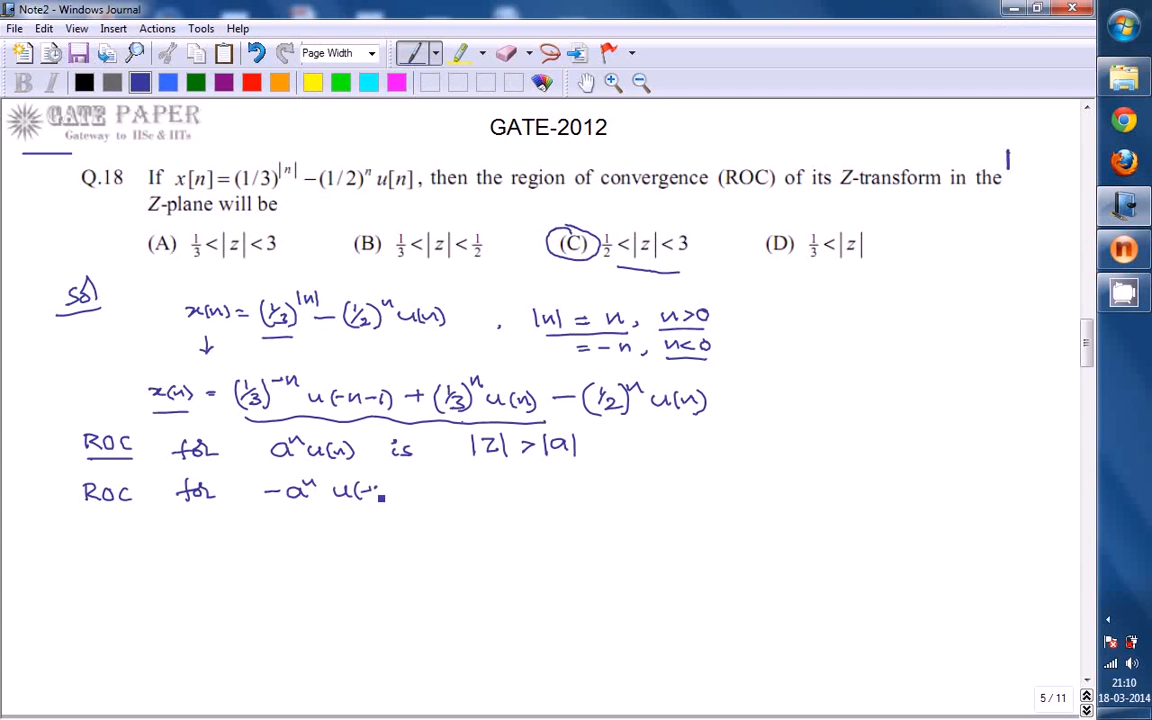 Note2 - Windows Journal
File Edit View Insert Actions Tools Help
Page Width
B I
GATE PAPER
Gateway to IISc & IITs
GATE-2012
Q.18 If x[n] = (1/3)^|n| − (1/2)^n u[n], then the region of convergence (ROC) of its Z-transform in the
Z-plane will be
(A) 1/3 < |z| < 3 (B) 1/3 < |z| < 1/2 (C) 1/2 < |z| < 3 (D) 1/3 < |z|
Sol
x(n) = (1/3)^|n| − (1/2)^n u(n) , |n| = n, n>0
= −n, n<0
x(n) = (1/3)^−n u(−n−1) + (1/3)^n u(n) − (1/2)^n u(n)
ROC for a^n u(n) is |z| > |a|
ROC for −a^n u(−
5 / 11
21:10
18-03-2014